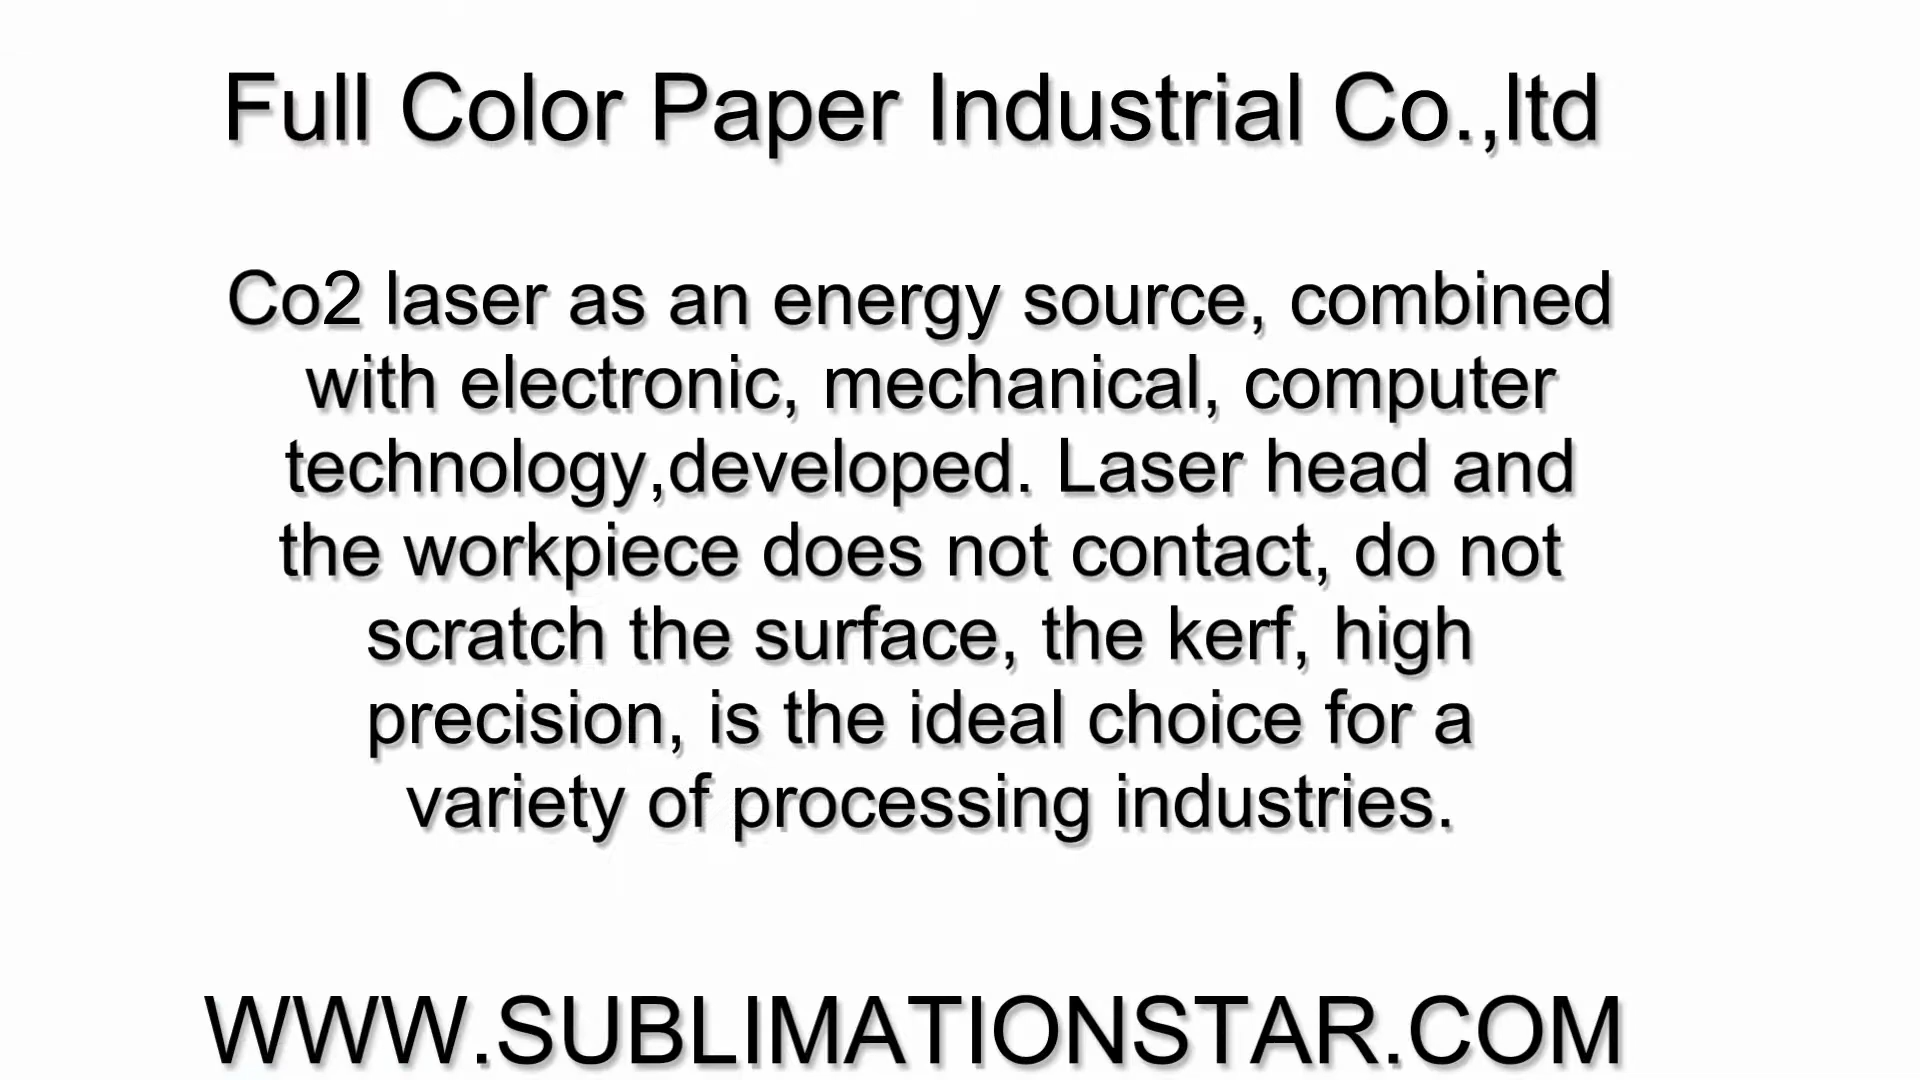 Full Color Paper Industrial Co.,ltd
Co2 laser as an energy source, combined
with electronic, mechanical, computer
technology,developed. Laser head and
the workpiece does not contact, do not
scratch the surface, the kerf, high
precision, is the ideal choice for a
variety of processing industries.
WWW.SUBLIMATIONSTAR.COM